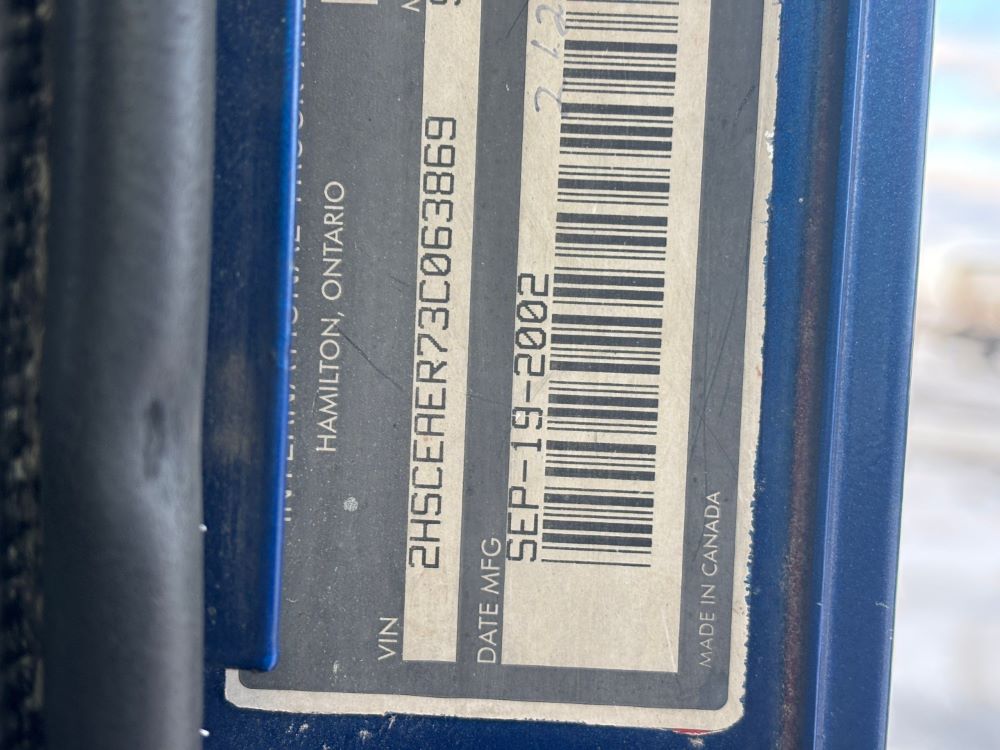 HAMILTON, ONTARIO
VIN
2HSCEAER73C063869
DATE MFG
SEP-19-2002
MADE IN CANADA